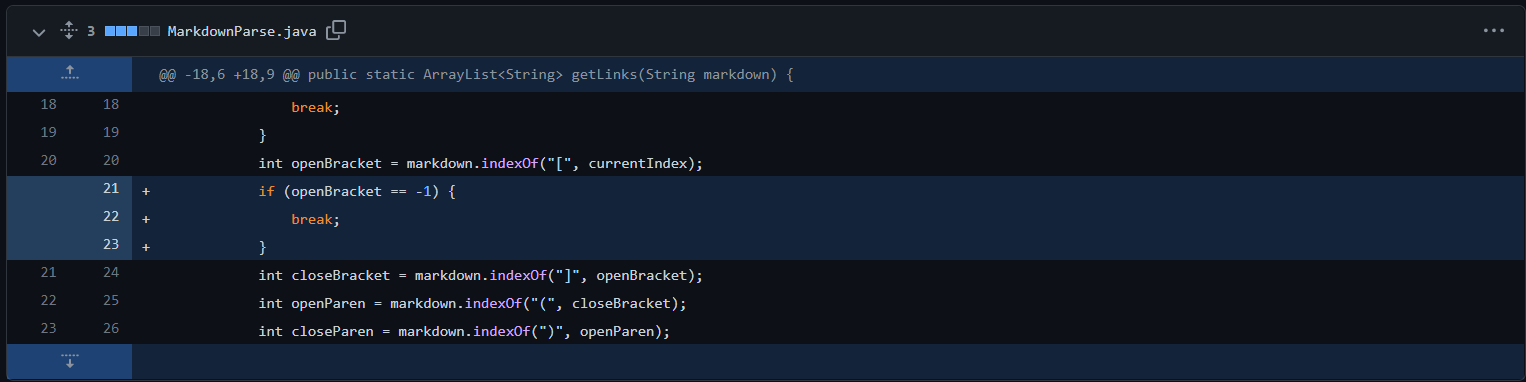 3 MarkdownParse.java
@@ -18,6 +18,9 @@ public static ArrayList<String> getLinks(String markdown) {
18 18 break;
19 19 }
20 20 int openBracket = markdown.indexOf("[", currentIndex);
21 + if (openBracket == -1) {
22 + break;
23 + }
21 24 int closeBracket = markdown.indexOf("]", openBracket);
22 25 int openParen = markdown.indexOf("(", closeBracket);
23 26 int closeParen = markdown.indexOf(")", openParen);